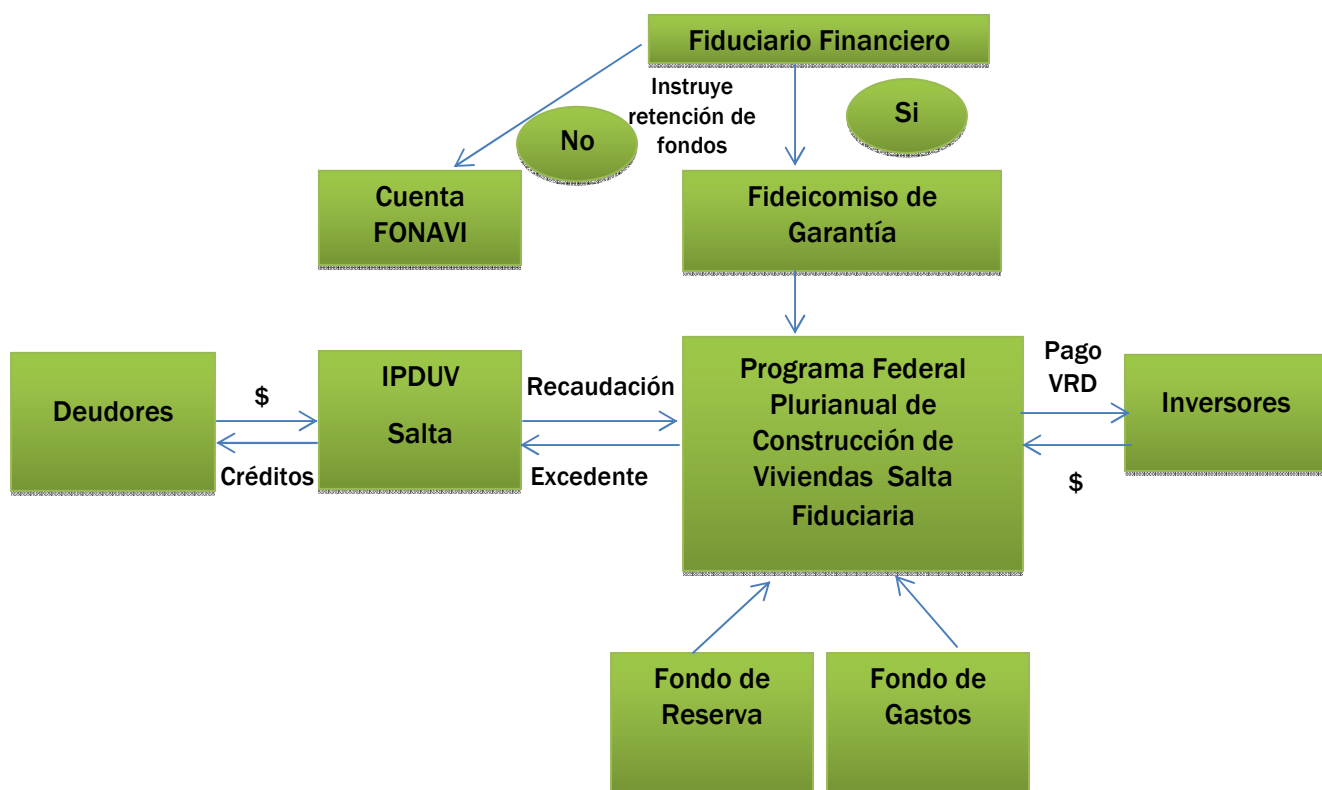 Fiduciario Financiero
Instruye
retención de
fondos
Si
No
Cuenta
FONAVI
Fideicomiso de
Garantía
Deudores
$
Créditos
IPDUV
Salta
Recaudación
Excedente
Programa Federal
Plurianual de
Construcción de
Viviendas Salta
Fiduciaria
Pago
VRD
$
Inversores
Fondo de
Reserva
Fondo de
Gastos